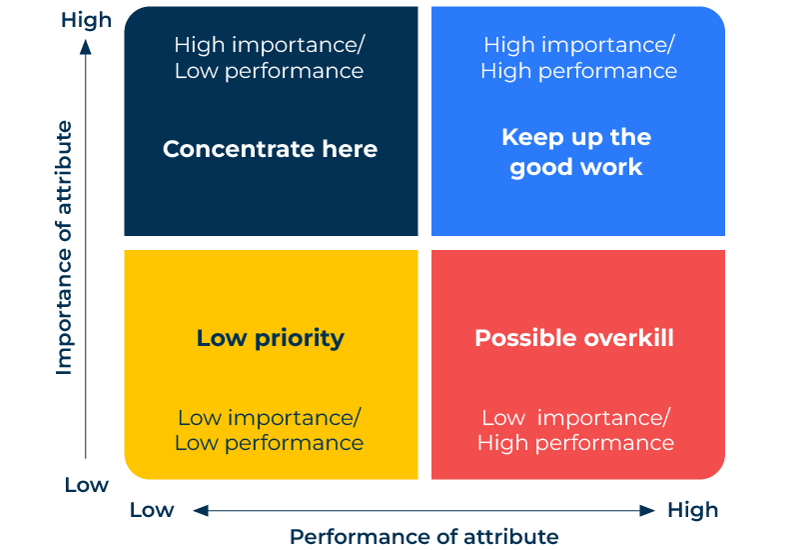 High
High importance/
Low performance
Concentrate here
High importance/
High performance
Keep up the
good work
Importance of attribute
Low priority
Low importance/
Low performance
Possible overkill
Low  importance/
High performance
Low
Low
High
Performance of attribute